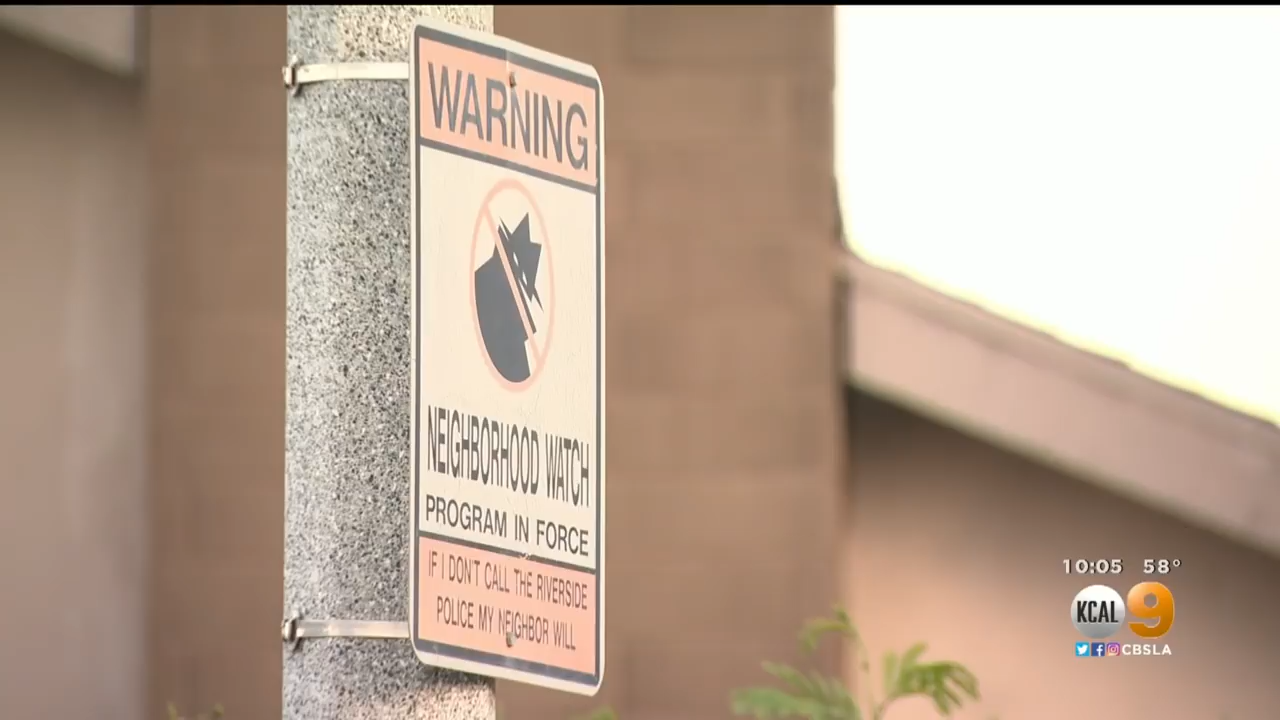 WARNING
NEIGHBORHOOD WATCH
PROGRAM IN FORCE
IF I DON'T CALL THE RIVERSIDE
POLICE MY NEIGHBOR WILL
10:05 58°
KCAL 9
CBSLA